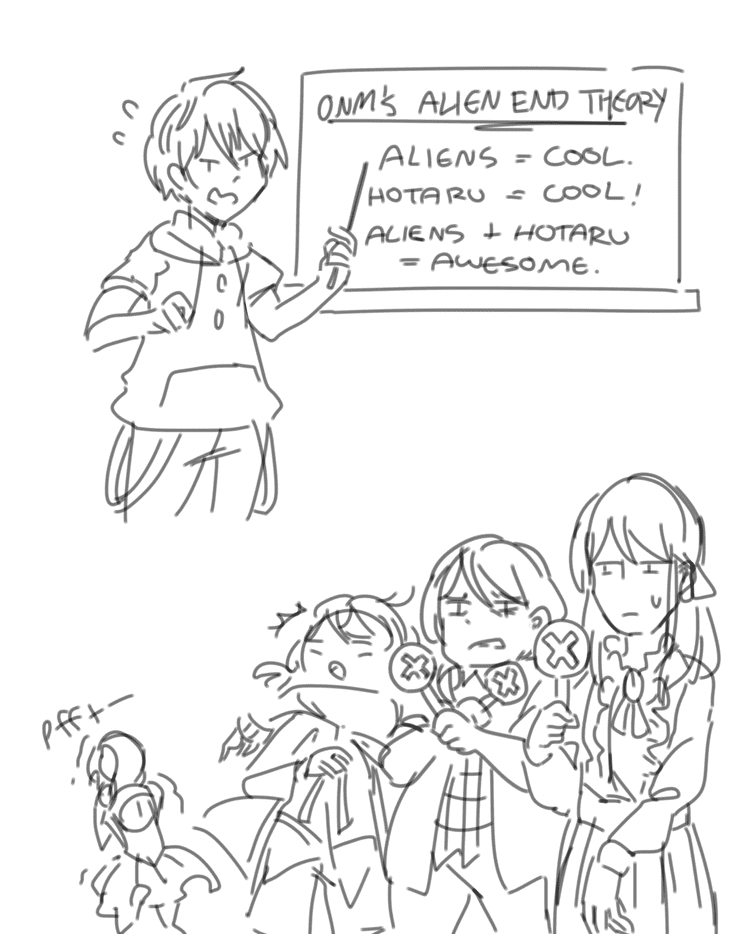 ONM's ALIEN END THEORY
ALIENS = COOL.
HOTARU = COOL!
ALIENS + HOTARU
= AWESOME.
pfft—